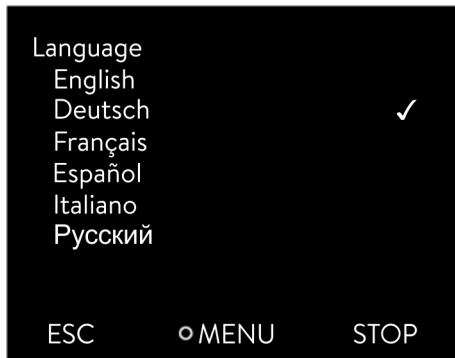 Language
English
Deutsch ✓
Français
Español
Italiano
Русский
ESC MENU STOP